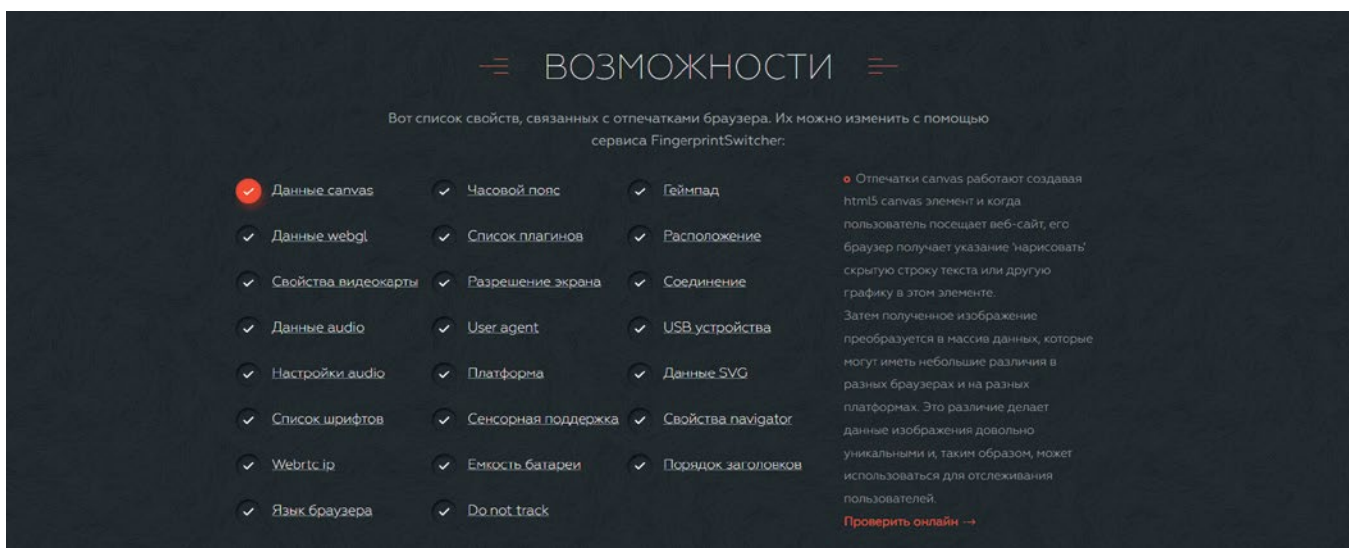 ВОЗМОЖНОСТИ
Вот список свойств, связанных с отпечатками браузера. Их можно изменить с помощью
сервиса FingerprintSwitcher:
Данные canvas
Данные webgl
Свойства видеокарты
Данные audio
Настройки audio
Список шрифтов
Webrtc ip
Язык браузера
Часовой пояс
Список плагинов
Разрешение экрана
User agent
Платформа
Сенсорная поддержка
Емкость батареи
Do not track
Геймпад
Расположение
Соединение
USB устройства
Данные SVG
Свойства navigator
Порядок заголовков
Отпечатки canvas работают создавая
html5 canvas элемент и когда
пользователь посещает веб-сайт, его
браузер получает указание 'нарисовать'
скрытую строку текста или другую
графику в этом элементе.
Затем полученное изображение
преобразуется в массив данных, которые
могут иметь небольшие различия в
разных браузерах и на разных
платформах. Это различие делает
данные изображения довольно
уникальными и, таким образом, может
использоваться для отслеживания
пользователей.
Проверить онлайн →